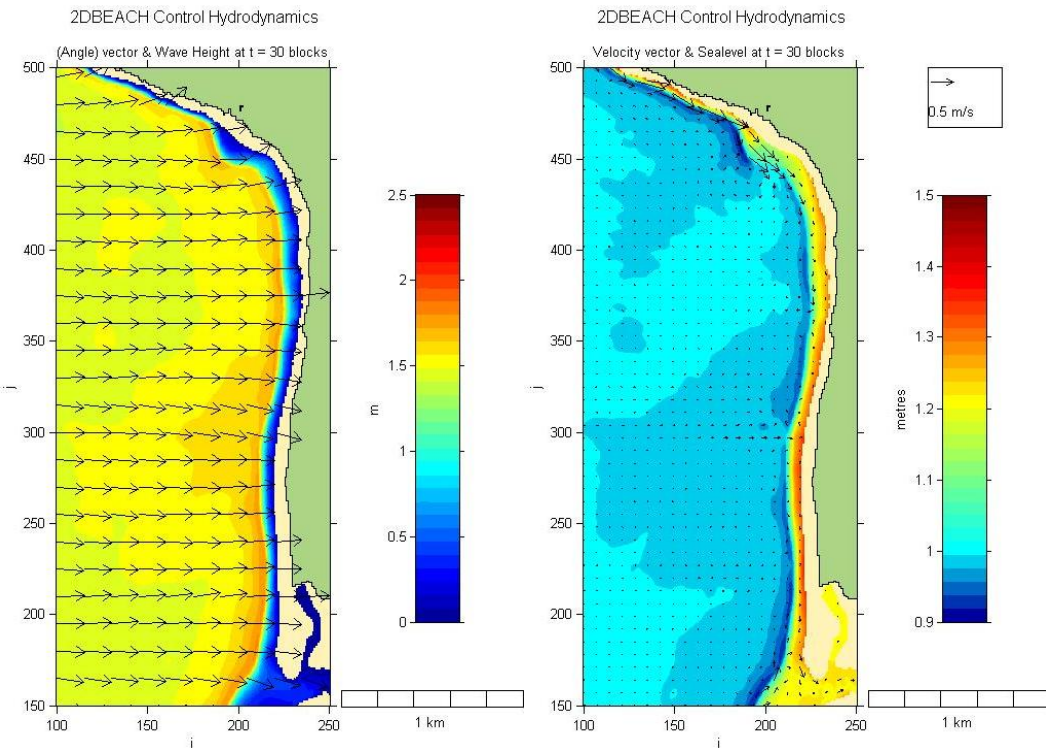 2DBEACH Control Hydrodynamics
(Angle) vector & Wave Height at t = 30 blocks
500
450
400
350
300
250
200
150
j
100
150
200
250
i
r
2.5
2
1.5
1
0.5
0
m
1 km
2DBEACH Control Hydrodynamics
Velocity vector & Sealevel at t = 30 blocks
500
450
400
350
300
250
200
150
j
100
150
200
250
i
r
0.5 m/s
1.5
1.4
1.3
1.2
1.1
1
0.9
metres
1 km